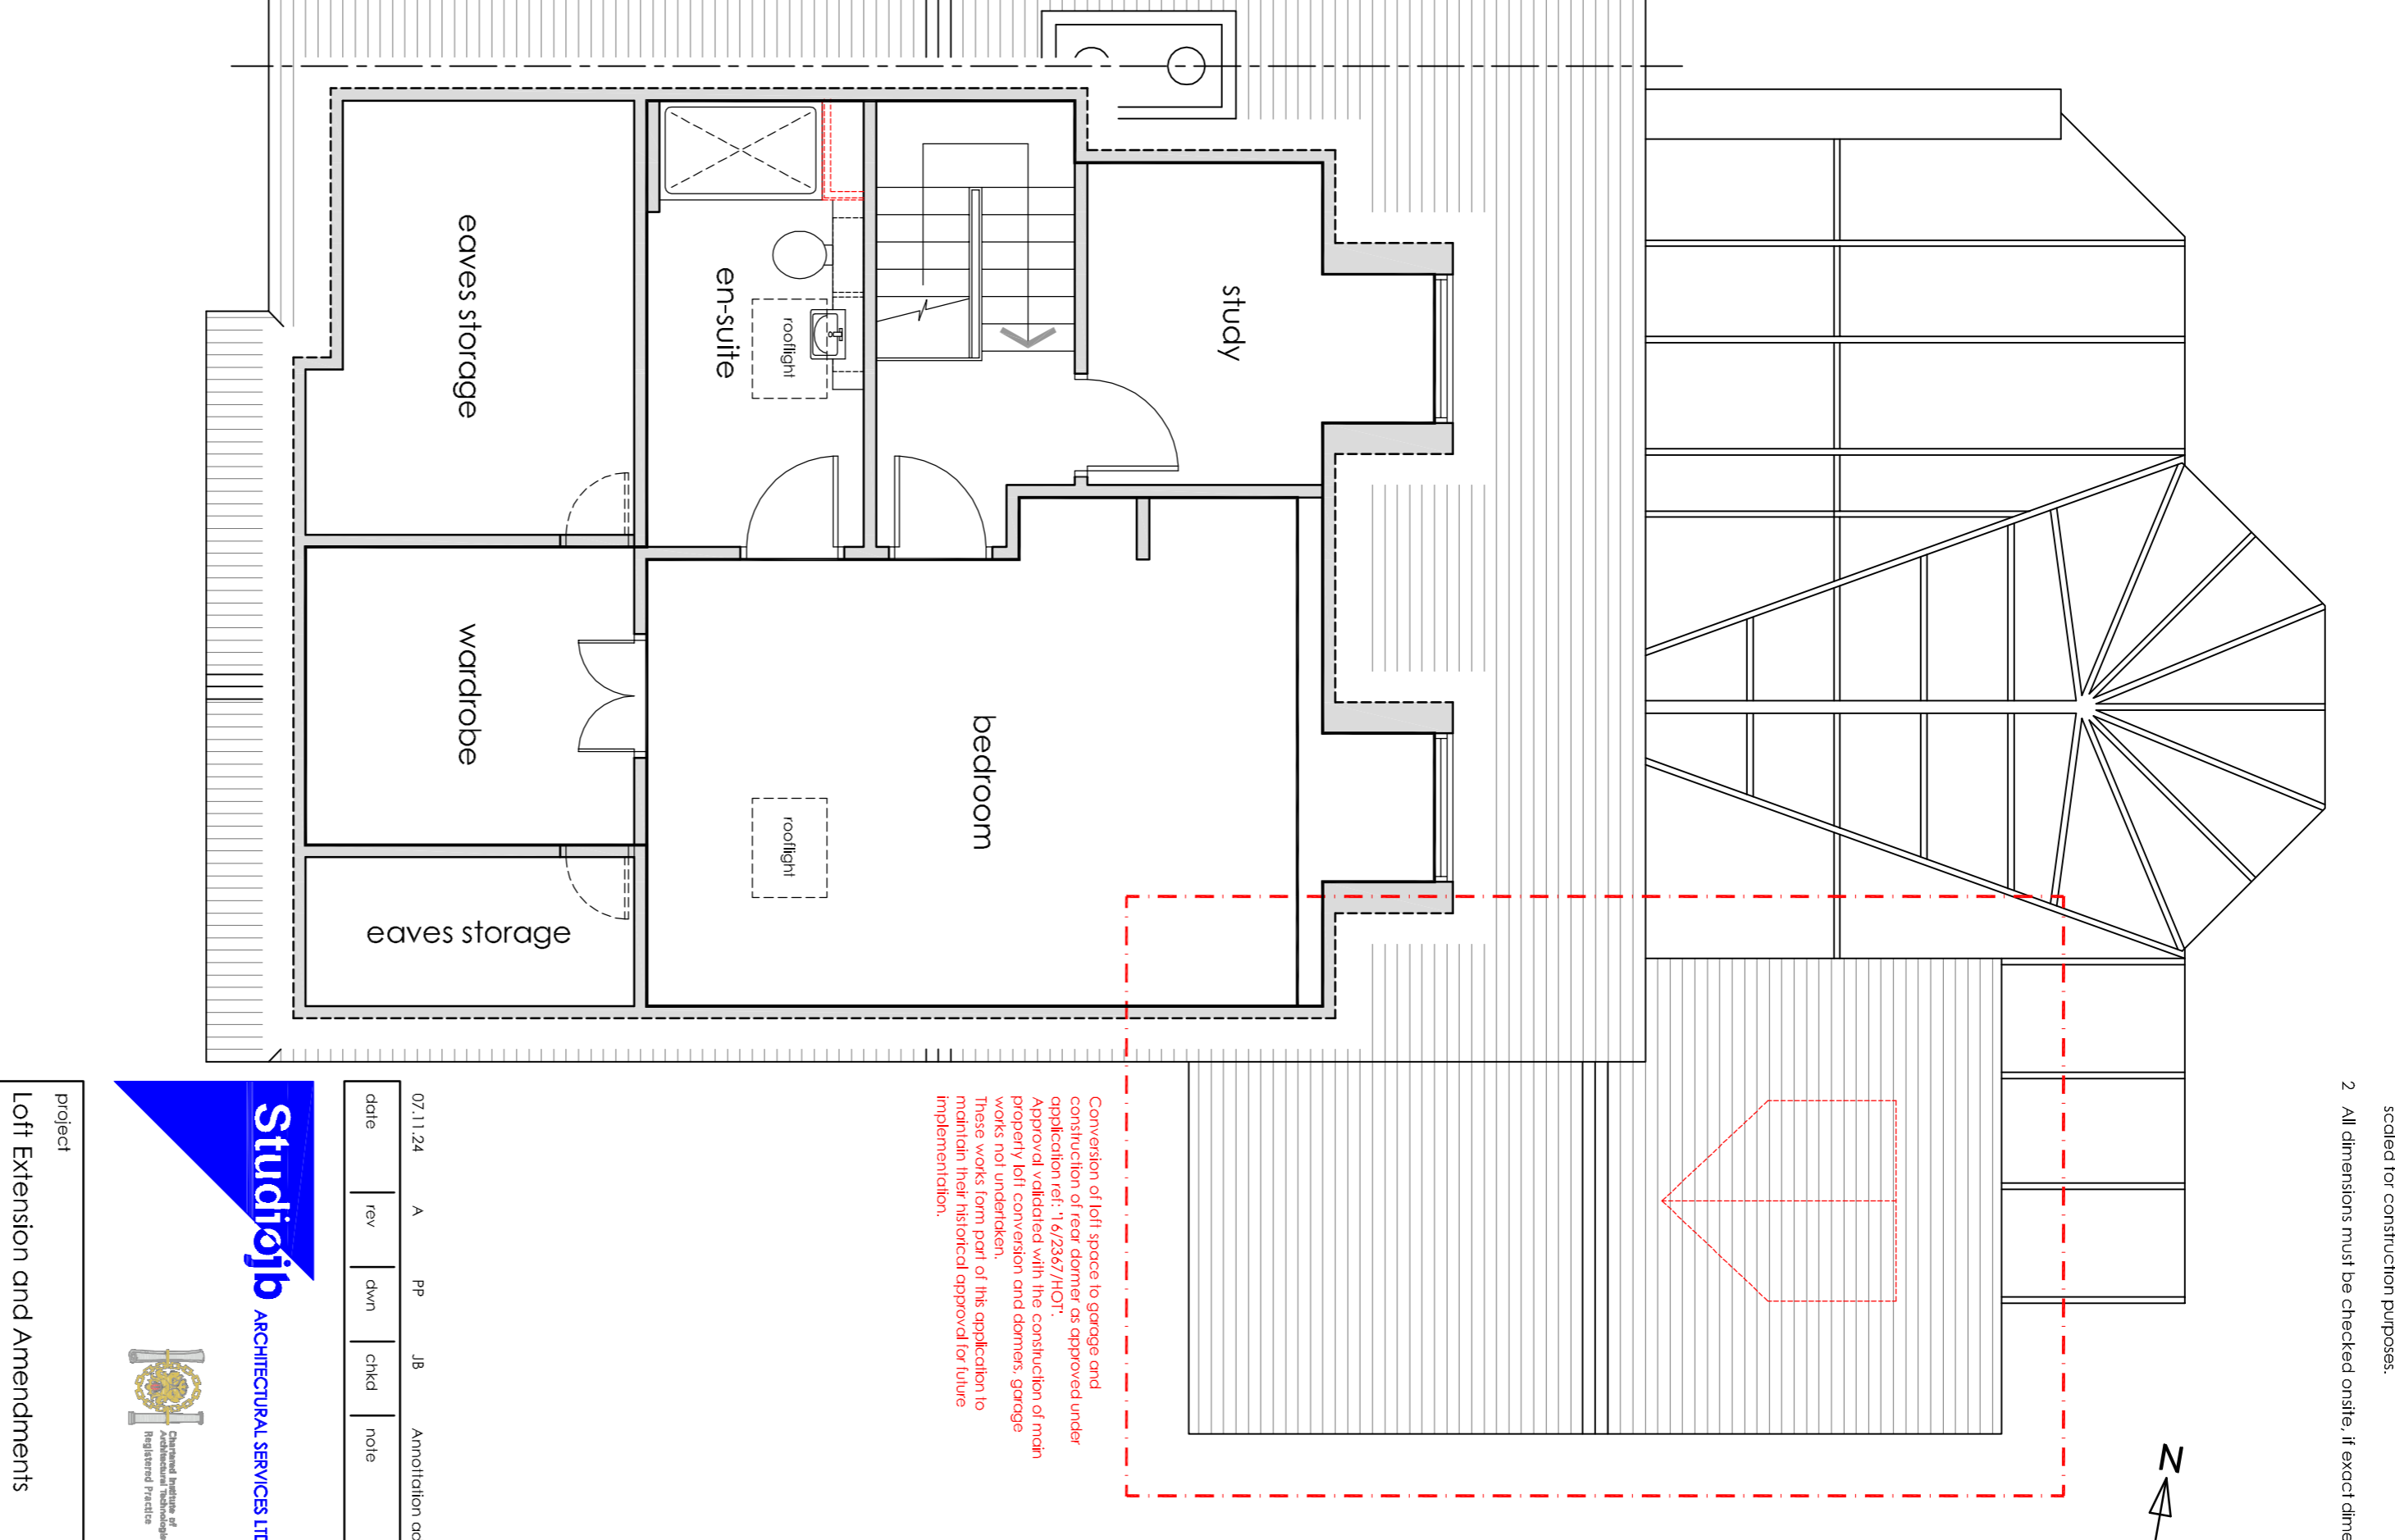 scaled for construction purposes.
2 All dimensions must be checked onsite, if exact dime
study
eaves storage
en-suite
rooflight
wardrobe
bedroom
rooflight
eaves storage
Conversion of loft space to garage and
construction of rear dormer as approved under
application ref: '16/2367/HOT'.
Approval validated with the construction of main
property loft conversion and dormers, garage
works not undertaken.
These works form part of this application to
maintain their historical approval for future
implementation.
N
07.11.24 A PP JB Annottation ad
date rev dwn chkd note
Studiojb ARCHITECTURAL SERVICES LTD
Chartered Institute of
Architectural Technologis
Registered Practice
project
Loft Extension and Amendments